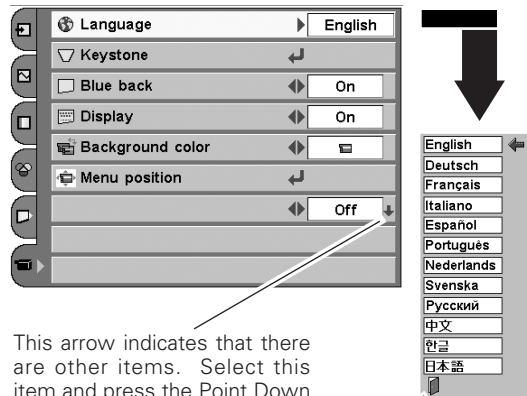 Language English
Keystone
Blue back On
Display On
Background color
Menu position
Off
English
Deutsch
Français
Italiano
Español
Português
Nederlands
Svenska
Русский
中文
한글
日本語
This arrow indicates that there
are other items. Select this
item and press the Point Down